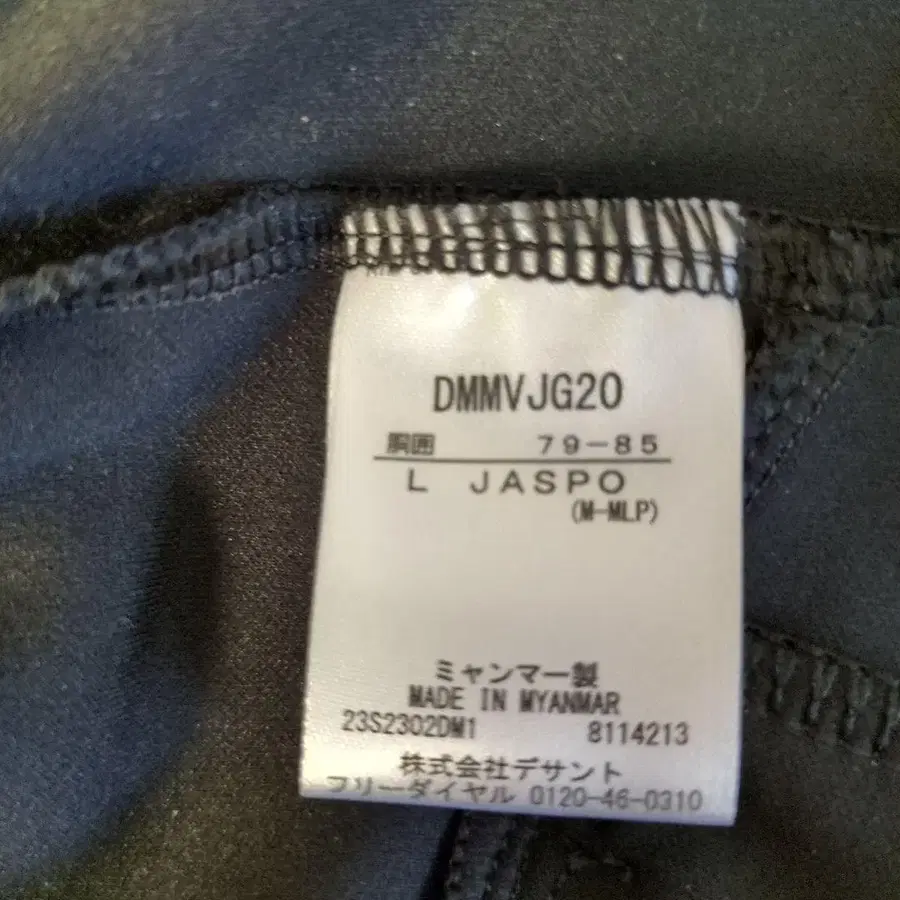 DMMVJG20
胴囲 79-85
L JASPO
(M-MLP)
ミャンマー製
MADE IN MYANMAR
23S2302DM1 8114213
株式会社デサント
フリーダイヤル 0120-46-0310